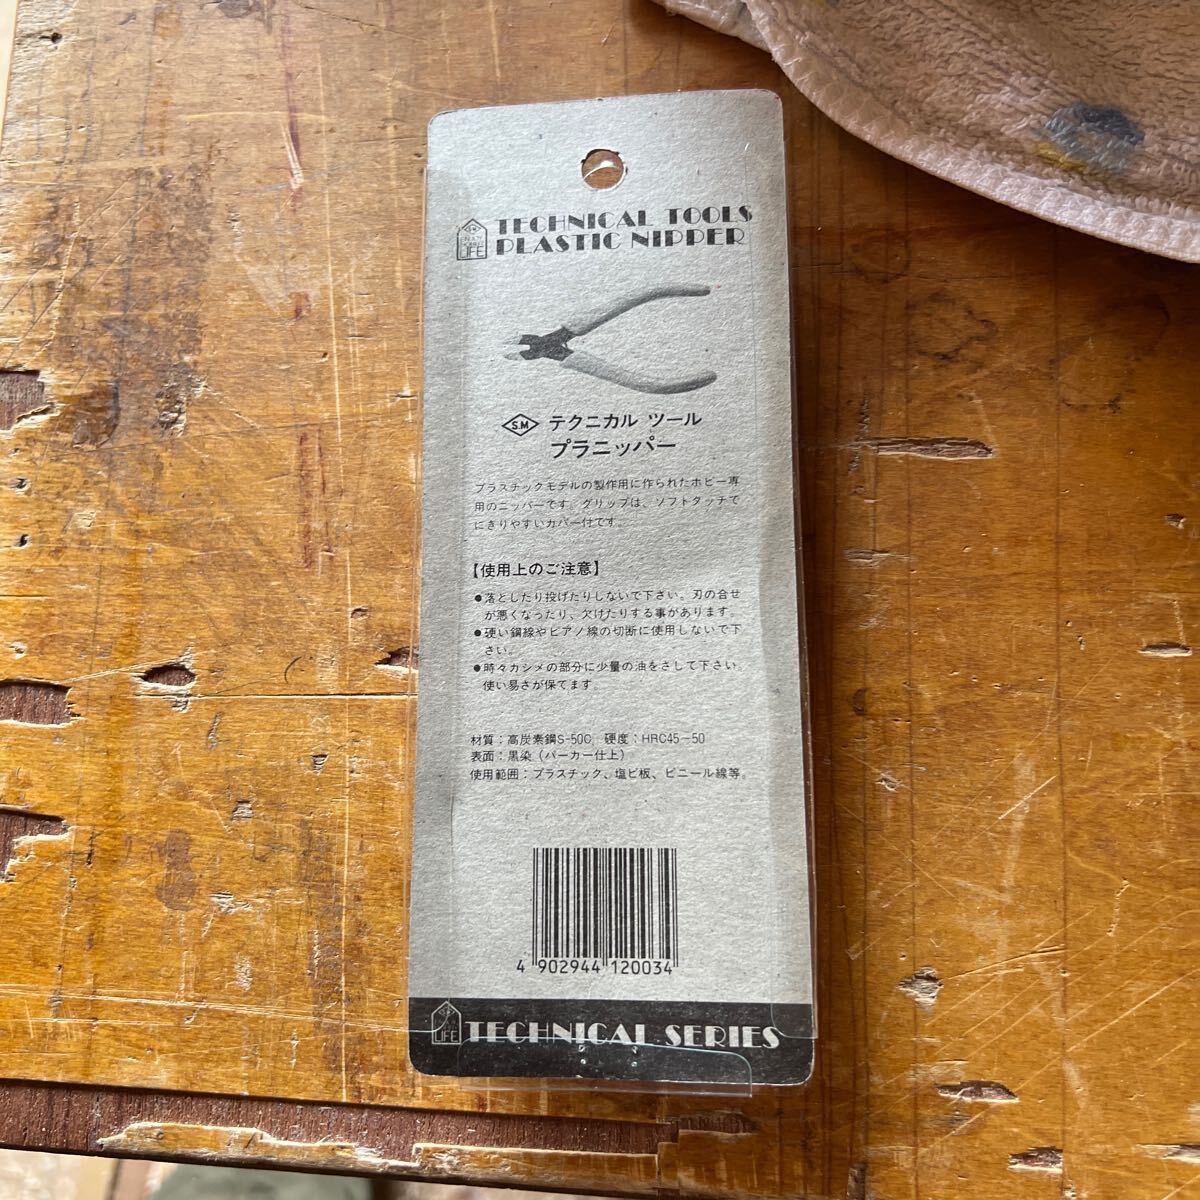 TECHNICAL TOOLS
PLASTIC NIPPER
LIFE
S.M テクニカル ツール
プラニッパー
プラスチックモデルの製作用に作られたホビー専
用のニッパーです。グリップは、ソフトタッチで
にぎりやすいカバー付です。
【使用上のご注意】
●落としたり投げたりしないで下さい。刃の合せ
が悪くなったり、欠けたりする事があります。
●硬い鋼線やピアノ線の切断に使用しないで下
さい。
●時々カシメの部分に少量の油をさして下さい。
使い易さが保てます。
材質：高炭素鋼S-50C 硬度：HRC45－50
表面：黒染（パーカー仕上）
使用範囲：プラスチック、塩ビ板、ビニール線等。
4 902944 120034
LIFE TECHNICAL SERIES